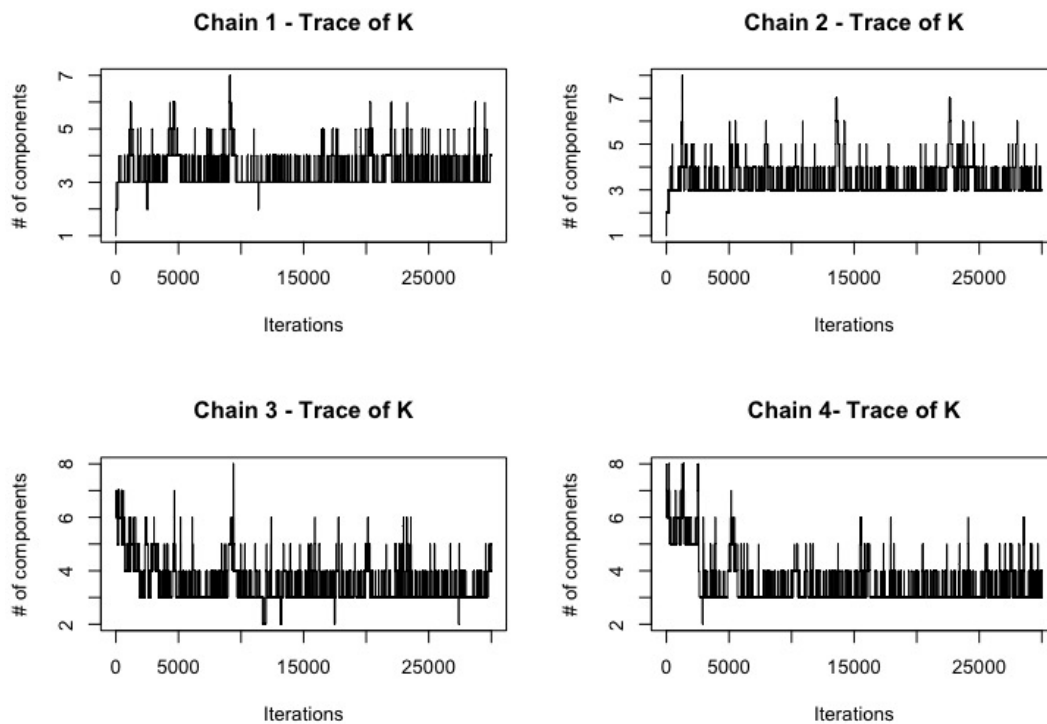 Chain 1 - Trace of K
# of components
7
5
3
1
0
5000
15000
25000
Iterations
Chain 2 - Trace of K
# of components
7
5
3
1
0
5000
15000
25000
Iterations
Chain 3 - Trace of K
# of components
8
6
4
2
0
5000
15000
25000
Iterations
Chain 4- Trace of K
# of components
8
6
4
2
0
5000
15000
25000
Iterations